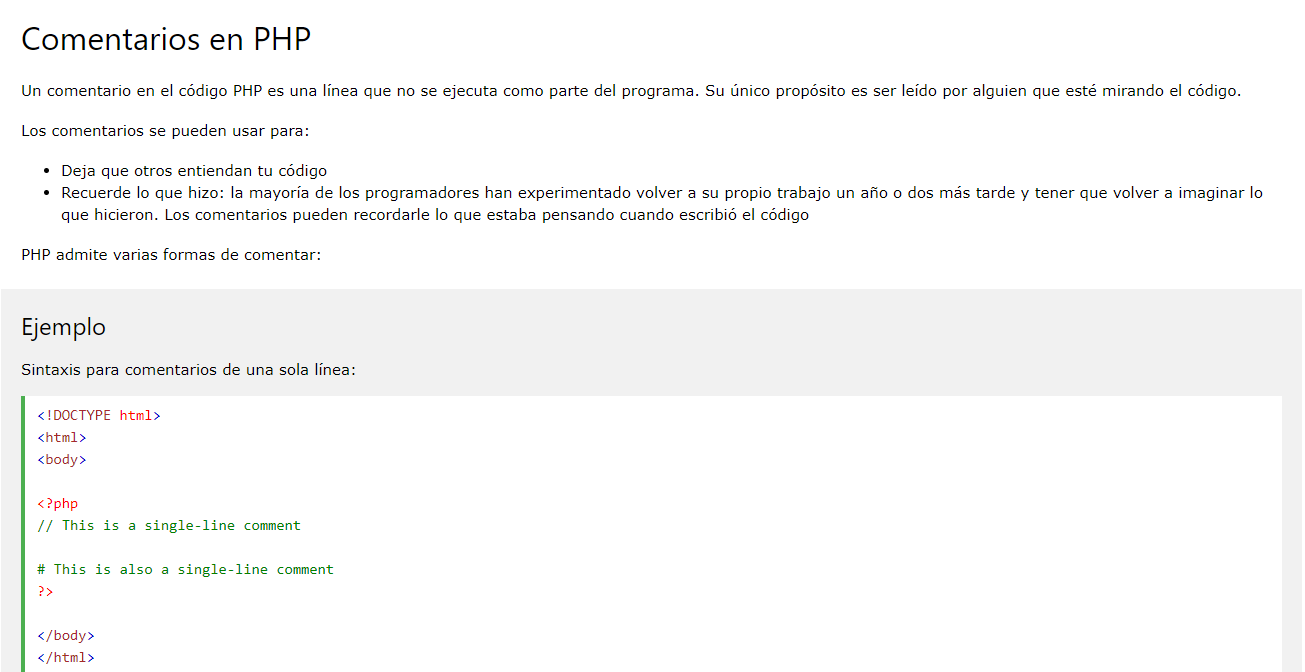 Comentarios en PHP
Un comentario en el código PHP es una línea que no se ejecuta como parte del programa. Su único propósito es ser leído por alguien que esté mirando el código.
Los comentarios se pueden usar para:
• Deja que otros entiendan tu código
• Recuerde lo que hizo: la mayoría de los programadores han experimentado volver a su propio trabajo un año o dos más tarde y tener que volver a imaginar lo
que hicieron. Los comentarios pueden recordarle lo que estaba pensando cuando escribió el código
PHP admite varias formas de comentar:
Ejemplo
Sintaxis para comentarios de una sola línea:
<!DOCTYPE html>
<html>
<body>
<?php
// This is a single-line comment
# This is also a single-line comment
?>
</body>
</html>